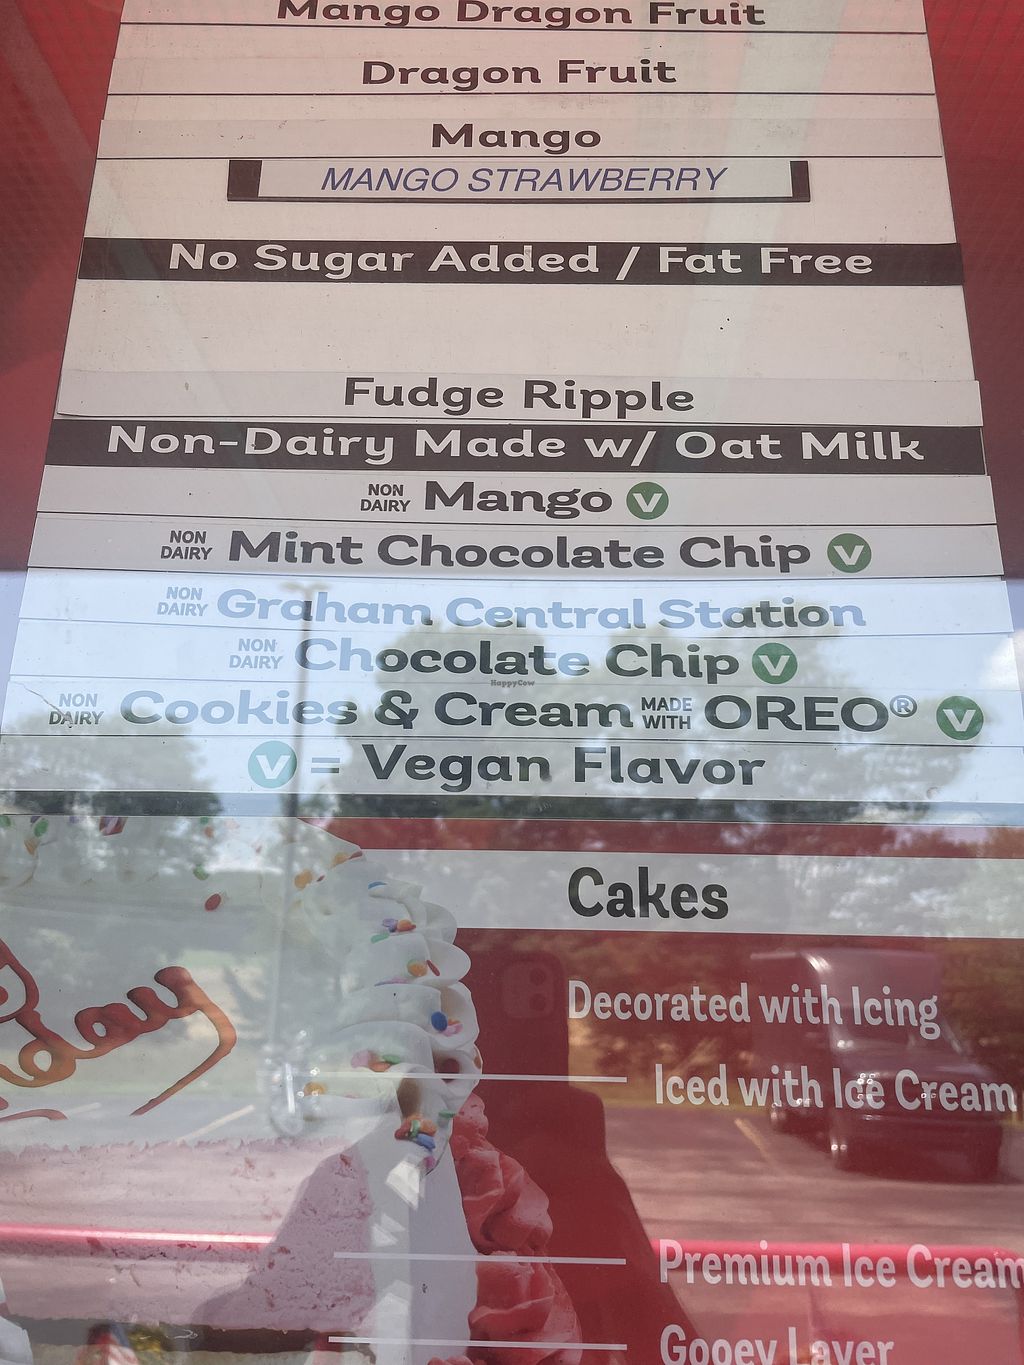 Mango Dragon Fruit
Dragon Fruit
Mango
MANGO STRAWBERRY
No Sugar Added / Fat Free
Fudge Ripple
Non-Dairy Made w/ Oat Milk
NON DAIRY Mango V
NON DAIRY Mint Chocolate Chip V
NON DAIRY Graham Central Station
NON DAIRY Chocolate Chip V
HappyCow
NON DAIRY Cookies & Cream MADE WITH OREO® V
V = Vegan Flavor
Cakes
Decorated with Icing
Iced with Ice Cream
Premium Ice Cream
Gooey Layer